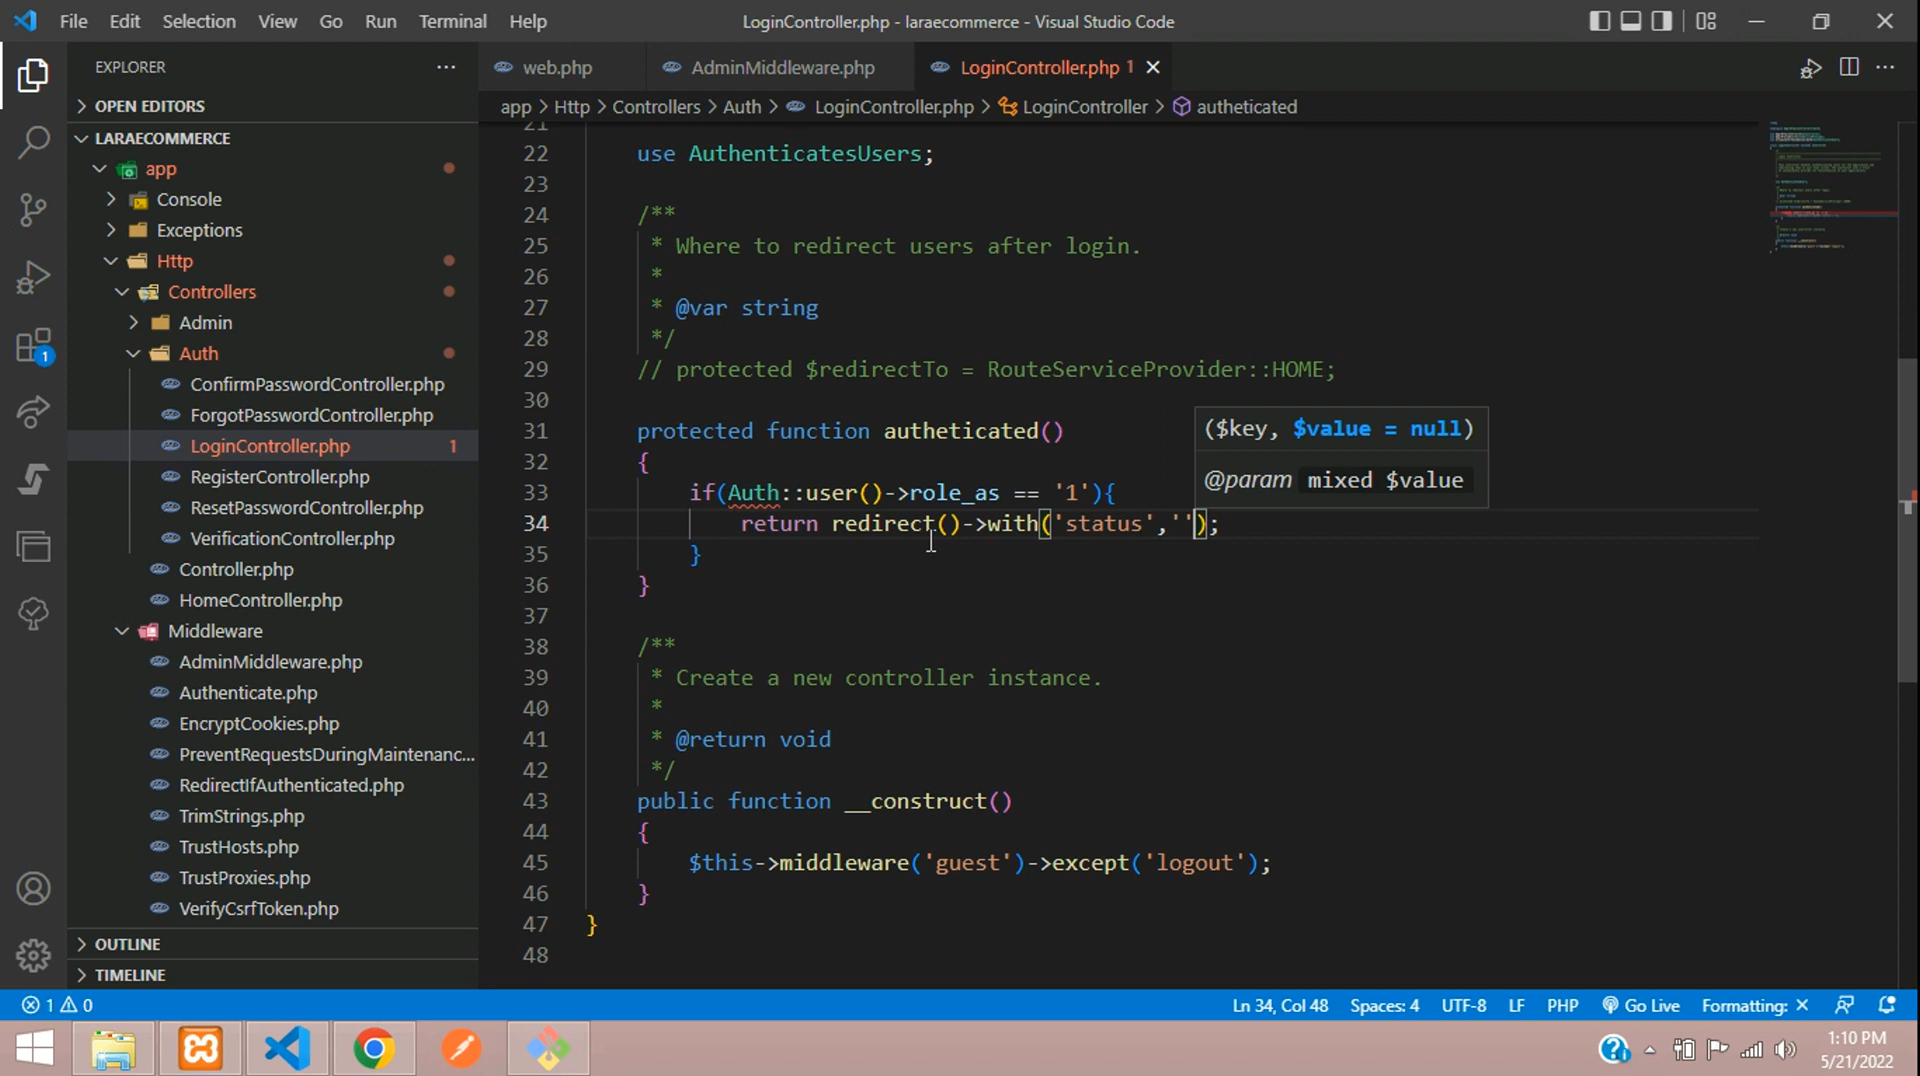 File Edit Selection View Go Run Terminal Help
LoginController.php - laraecommerce - Visual Studio Code
EXPLORER
web.php
AdminMiddleware.php
LoginController.php 1
OPEN EDITORS
app > Http > Controllers > Auth > LoginController.php > LoginController > autheticated
LARAECOMMERCE
app
Console
Exceptions
Http
Controllers
Admin
Auth
ConfirmPasswordController.php
ForgotPasswordController.php
LoginController.php 1
RegisterController.php
ResetPasswordController.php
VerificationController.php
Controller.php
HomeController.php
Middleware
AdminMiddleware.php
Authenticate.php
EncryptCookies.php
PreventRequestsDuringMaintenanc...
RedirectIfAuthenticated.php
TrimStrings.php
TrustHosts.php
TrustProxies.php
VerifyCsrfToken.php
OUTLINE
TIMELINE
1
21
22 use AuthenticatesUsers;
23
24 /**
25 * Where to redirect users after login.
26 *
27 * @var string
28 */
29 // protected $redirectTo = RouteServiceProvider::HOME;
30
31 protected function autheticated()
32 {
33 if(Auth::user()->role_as == '1'){
34 return redirect()->with('status','');
35 }
36 }
37
38 /**
39 * Create a new controller instance.
40 *
41 * @return void
42 */
43 public function __construct()
44 {
45 $this->middleware('guest')->except('logout');
46 }
47 }
48
($key, $value = null)
@param mixed $value
1 0
Ln 34, Col 48 Spaces: 4 UTF-8 LF PHP Go Live Formatting: ×
1:10 PM
5/21/2022